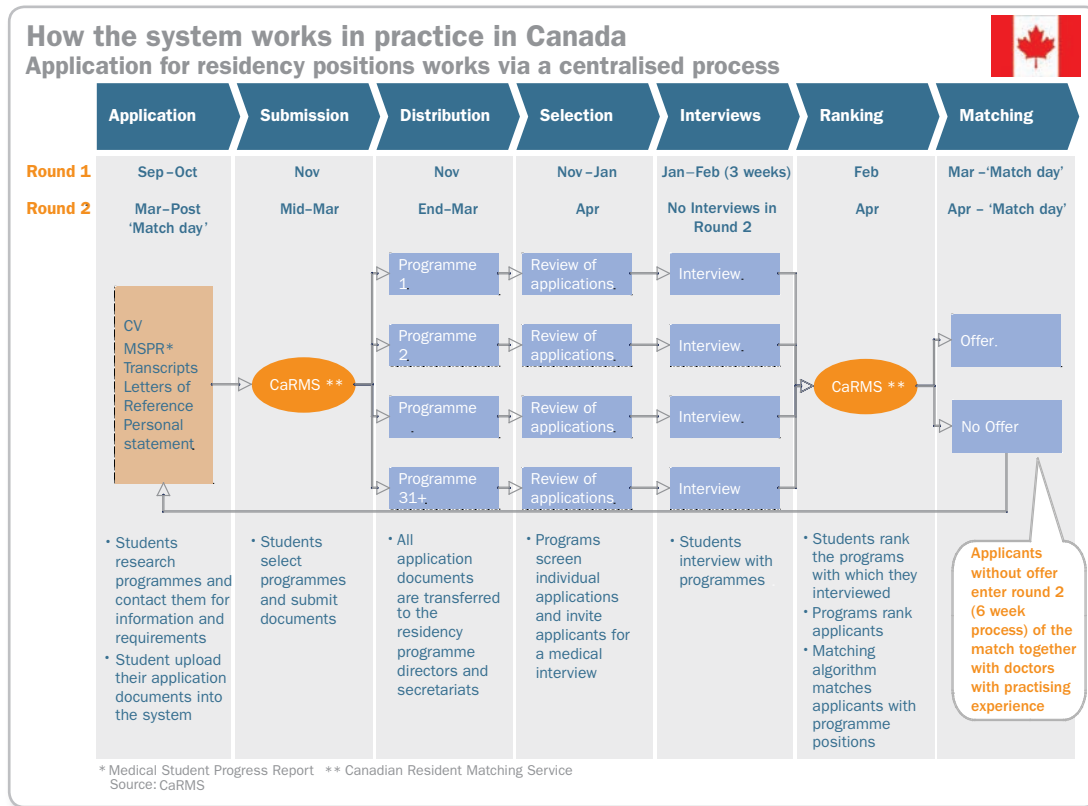 How the system works in practice in Canada
Application for residency positions works via a centralised process
Application
Submission
Distribution
Selection
Interviews
Ranking
Matching
Round 1
Sep–Oct
Nov
Nov
Nov–Jan
Jan–Feb (3 weeks)
Feb
Mar –‘Match day’
Round 2*
Mar–Post
‘Match day’
Mid–Mar
End–Mar
Apr
No Interviews in
Round 2
Apr
Apr – ‘Match day’
CV
MSPR*
Transcripts
Letters of
Reference
Personal
statement
CaRMS **
Programme
1.
Review of
applications
Interview.
Programme
2.
Review of
applications
Interview.
Programme
.
Review of
applications
Interview.
Programme
31+
Review of
applications
Interview
CaRMS **
Offer.
No Offer
• Students
research
programmes and
contact them for
information and
requirements
• Student upload
their application
documents into
the system
• Students
select
programmes
and submit
documents
• All
application
documents
are transferred
to the
residency
programme
directors and
secretariats
• Programs
screen
individual
applications
and invite
applicants for
a medical
interview
• Students
interview with
programmes
• Students rank
the programs
with which they
interviewed
• Programs rank
applicants
• Matching
algorithm
matches
applicants with
programme
positions
Applicants
without offer
enter round 2
(6 week
process) of the
match together
with doctors
with practising
experience
* Medical Student Progress Report ** Canadian Resident Matching Service
Source: CaRMS